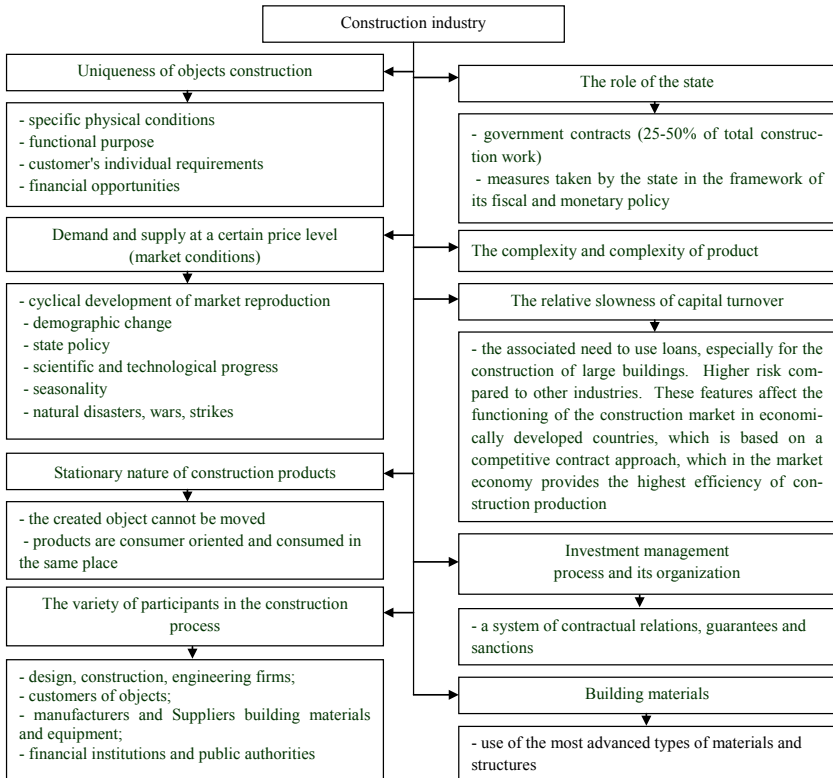 Construction industry
Uniqueness of objects construction
- specific physical conditions
- functional purpose
- customer's individual requirements
- financial opportunities
Demand and supply at a certain price level
(market conditions)
- cyclical development of market reproduction
- demographic change
- state policy
- scientific and technological progress
- seasonality
- natural disasters, wars, strikes
Stationary nature of construction products
- the created object cannot be moved
- products are consumer oriented and consumed in
the same place
The variety of participants in the construction
process
- design, construction, engineering firms;
- customers of objects;
- manufacturers and Suppliers building materials
and equipment;
- financial institutions and public authorities
The role of the state
- government contracts (25-50% of total construc-
tion work)
- measures taken by the state in the framework of
its fiscal and monetary policy
The complexity and complexity of product
The relative slowness of capital turnover
- the associated need to use loans, especially for the
construction of large buildings. Higher risk com-
pared to other industries. These features affect the
functioning of the construction market in economi-
cally developed countries, which is based on a
competitive contract approach, which in the market
economy provides the highest efficiency of con-
struction production
Investment management
process and its organization
- a system of contractual relations, guarantees and
sanctions
Building materials
- use of the most advanced types of materials and
structures